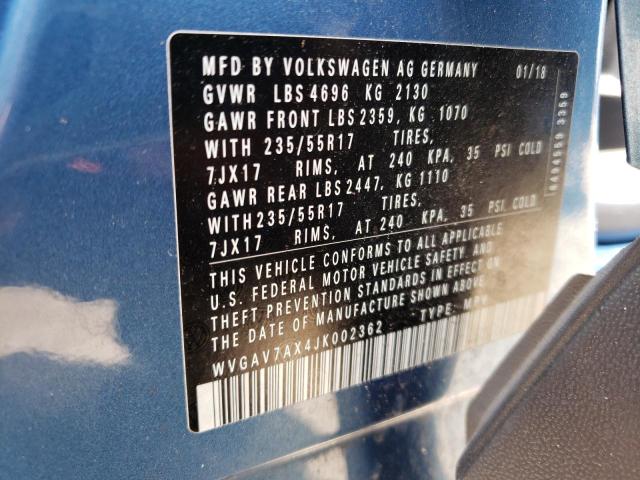 MFD BY VOLKSWAGEN AG GERMANY 01/18
GVWR LBS 4696 KG 2130
GAWR FRONT LBS 2359, KG 1070
WITH 235/55R17 TIRES,
7JX17 RIMS, AT 240 KPA, 35 PSI COLD
GAWR REAR LBS 2447, KG 1110
WITH 235/55R17 TIRES,
7JX17 RIMS, AT 240 KPA, 35 PSI COLD
THIS VEHICLE CONFORMS TO ALL APPLICABLE
U.S. FEDERAL MOTOR VEHICLE SAFETY AND
THEFT PREVENTION STANDARDS IN EFFECT ON
THE DATE OF MANUFACTURE SHOWN ABOVE
WVGAV7AX4JK002362 TYPE: MPV